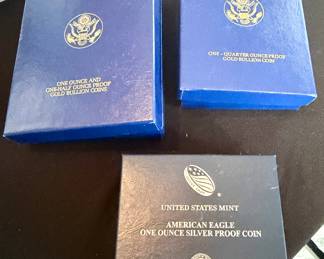 ONE OUNCE AND
ONE-HALF OUNCE PROOF
GOLD BULLION COINS
ONE-QUARTER OUNCE PROOF
GOLD BULLION COIN
UNITED STATES MINT
AMERICAN EAGLE
ONE OUNCE SILVER PROOF COIN